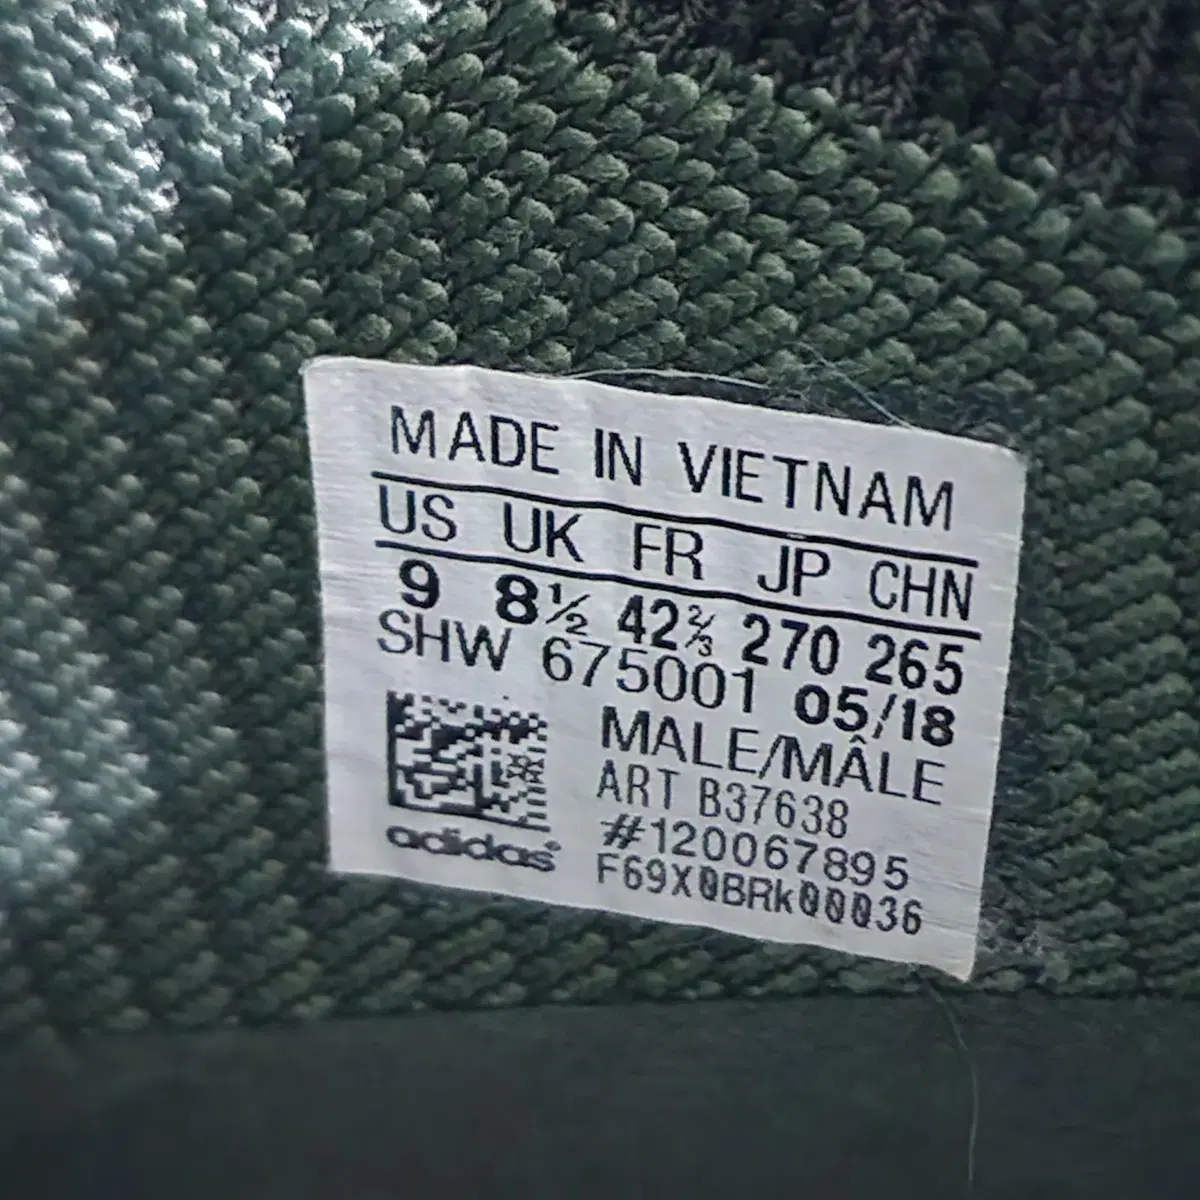 MADE IN VIETNAM
US UK FR JP CHN
9 8½ 42⅔ 270 265
SHW 675001 05/18
MALE/MÂLE
ART B37638
#120067895
F69X0BRk00036
adidas